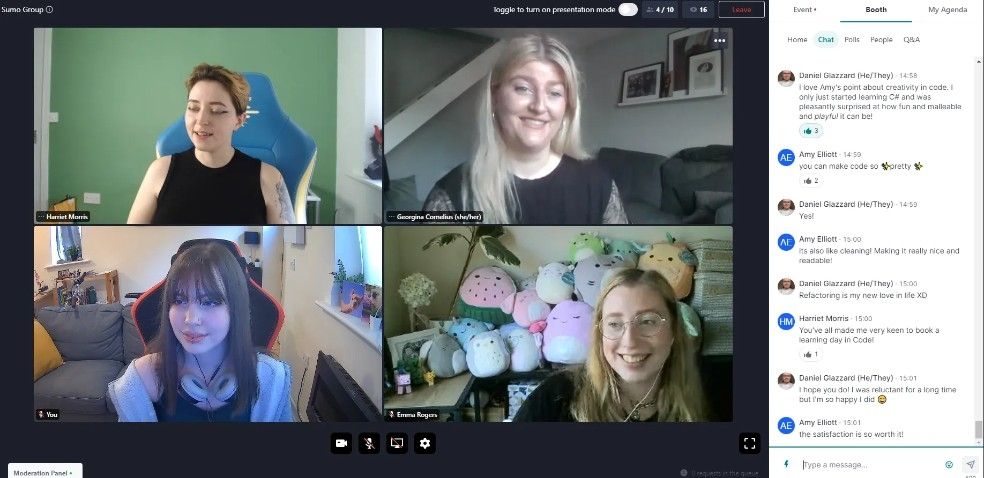 Sumo Group
Toggle to turn on presentation mode
4 / 10
16
Leave
Harriet Morris
Georgina Cornelius (she/her)
You
Emma Rogers
Moderation Panel
0 requests in the queue
Event
Booth
My Agenda
Home
Chat
Polls
People
Q&A
Daniel Glazzard (He/They) · 14:58
I love Amy's point about creativity in code. I
only just started learning C# and was
pleasantly surprised at how fun and malleable
and playful it can be!
3
AE
Amy Elliott · 14:59
you can make code so pretty
2
Daniel Glazzard (He/They) · 14:59
Yes!
AE
Amy Elliott · 15:00
its also like cleaning! Making it really nice and
readable!
Daniel Glazzard (He/They) · 15:00
Refactoring is my new love in life XD
HM
Harriet Morris · 15:00
You've all made me very keen to book a
learning day in Code!
1
Daniel Glazzard (He/They) · 15:01
I hope you do! I was reluctant for a long time
but I'm so happy I did
AE
Amy Elliott · 15:01
the satisfaction is so worth it!
Type a message...